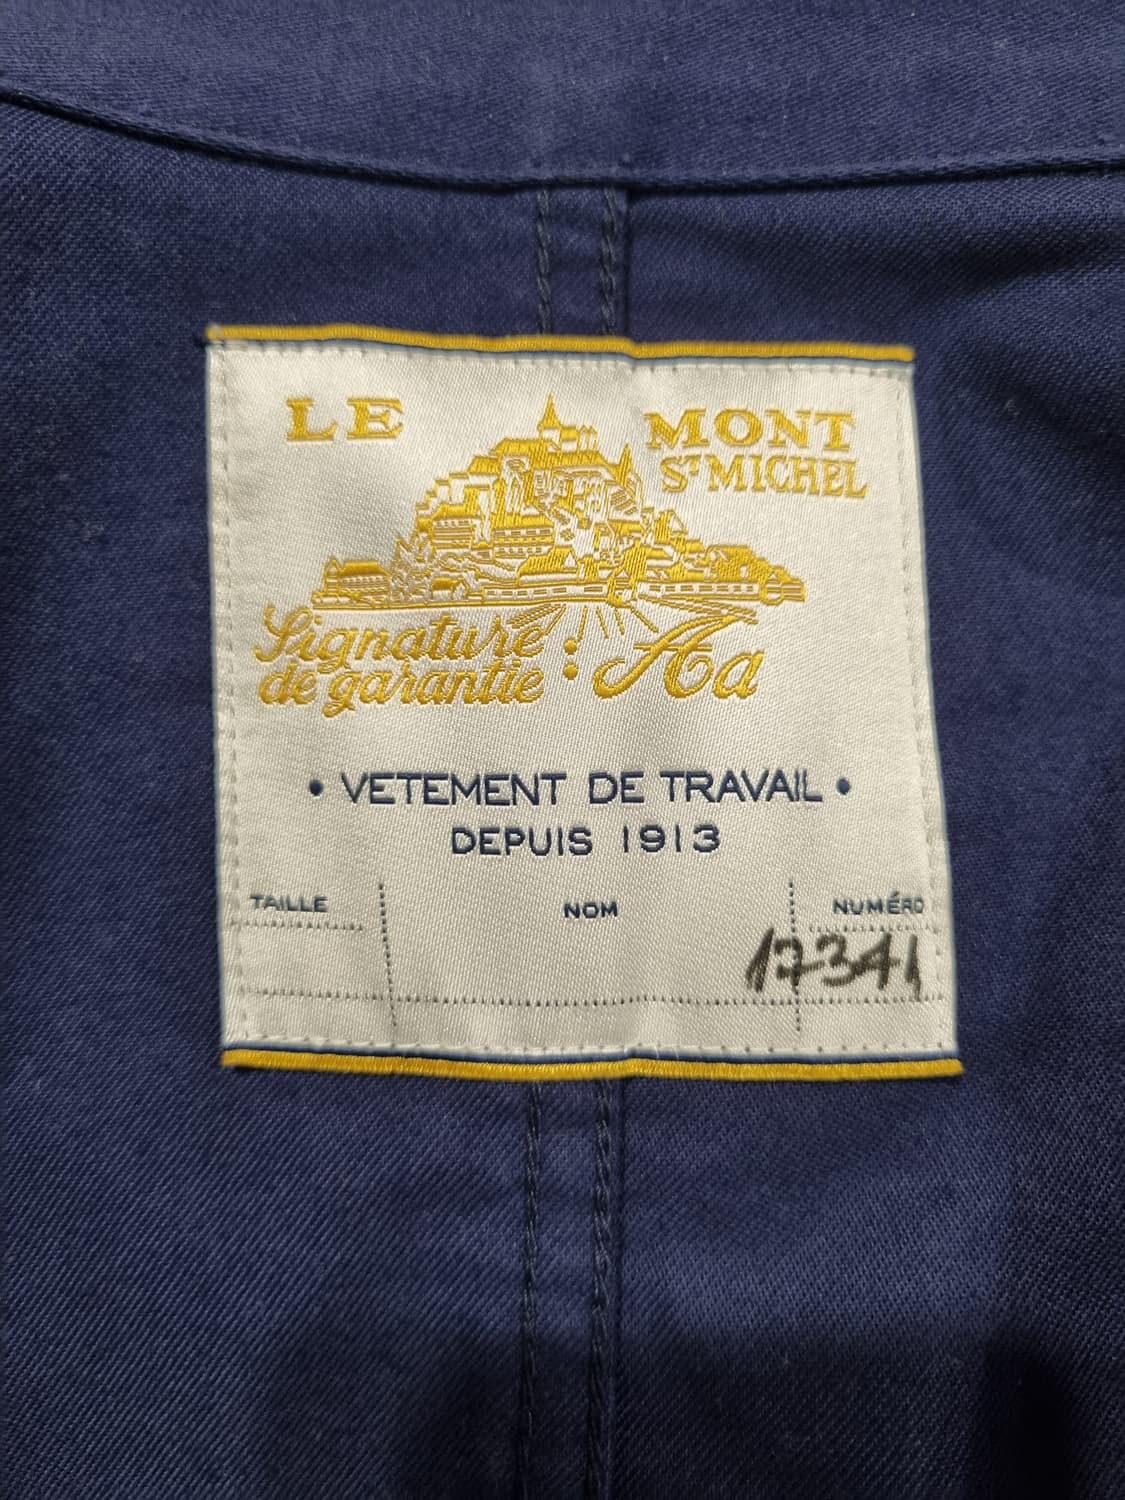 LE MONT
ST MICHEL
Signature
de garantie : Aa
• VETEMENT DE TRAVAIL •
DEPUIS 1913
TAILLE NOM NUMÉRO
17341